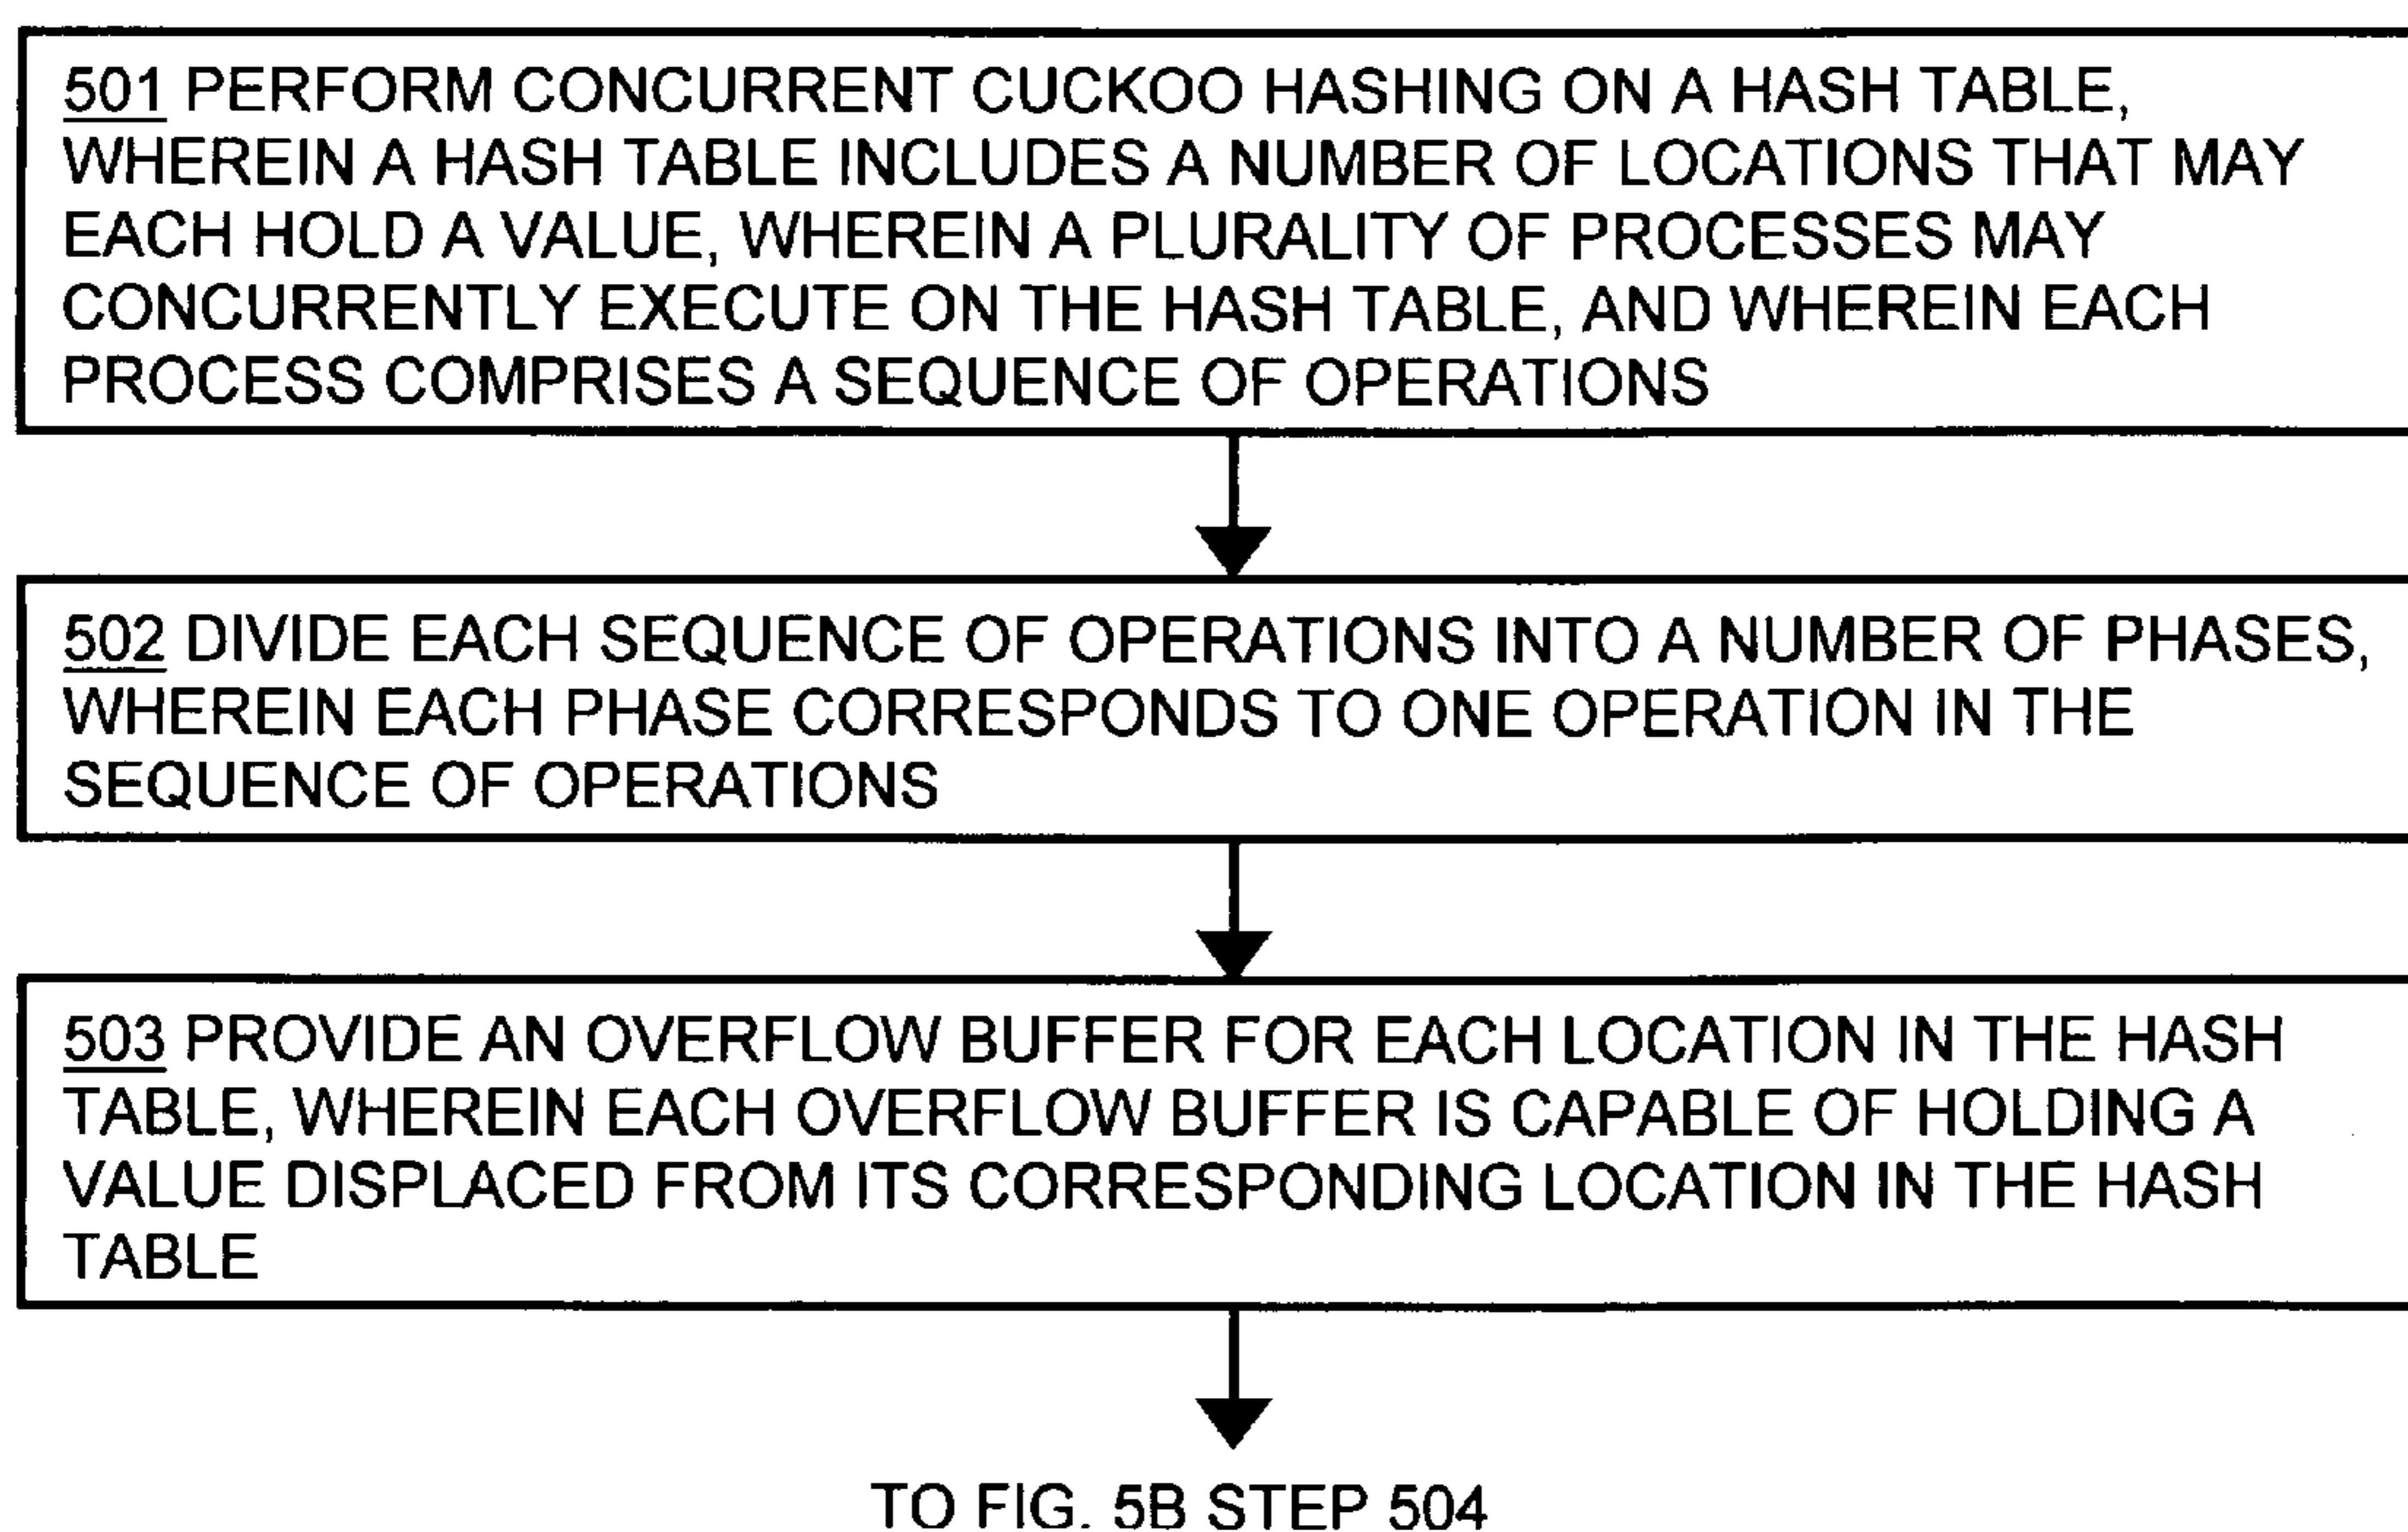 501 PERFORM CONCURRENT CUCKOO HASHING ON A HASH TABLE,
WHEREIN A HASH TABLE INCLUDES A NUMBER OF LOCATIONS THAT MAY
EACH HOLD A VALUE, WHEREIN A PLURALITY OF PROCESSES MAY
CONCURRENTLY EXECUTE ON THE HASH TABLE, AND WHEREIN EACH
PROCESS COMPRISES A SEQUENCE OF OPERATIONS
502 DIVIDE EACH SEQUENCE OF OPERATIONS INTO A NUMBER OF PHASES,
WHEREIN EACH PHASE CORRESPONDS TO ONE OPERATION IN THE
SEQUENCE OF OPERATIONS
503 PROVIDE AN OVERFLOW BUFFER FOR EACH LOCATION IN THE HASH
TABLE, WHEREIN EACH OVERFLOW BUFFER IS CAPABLE OF HOLDING A
VALUE DISPLACED FROM ITS CORRESPONDING LOCATION IN THE HASH
TABLE
TO FIG. 5B STEP 504